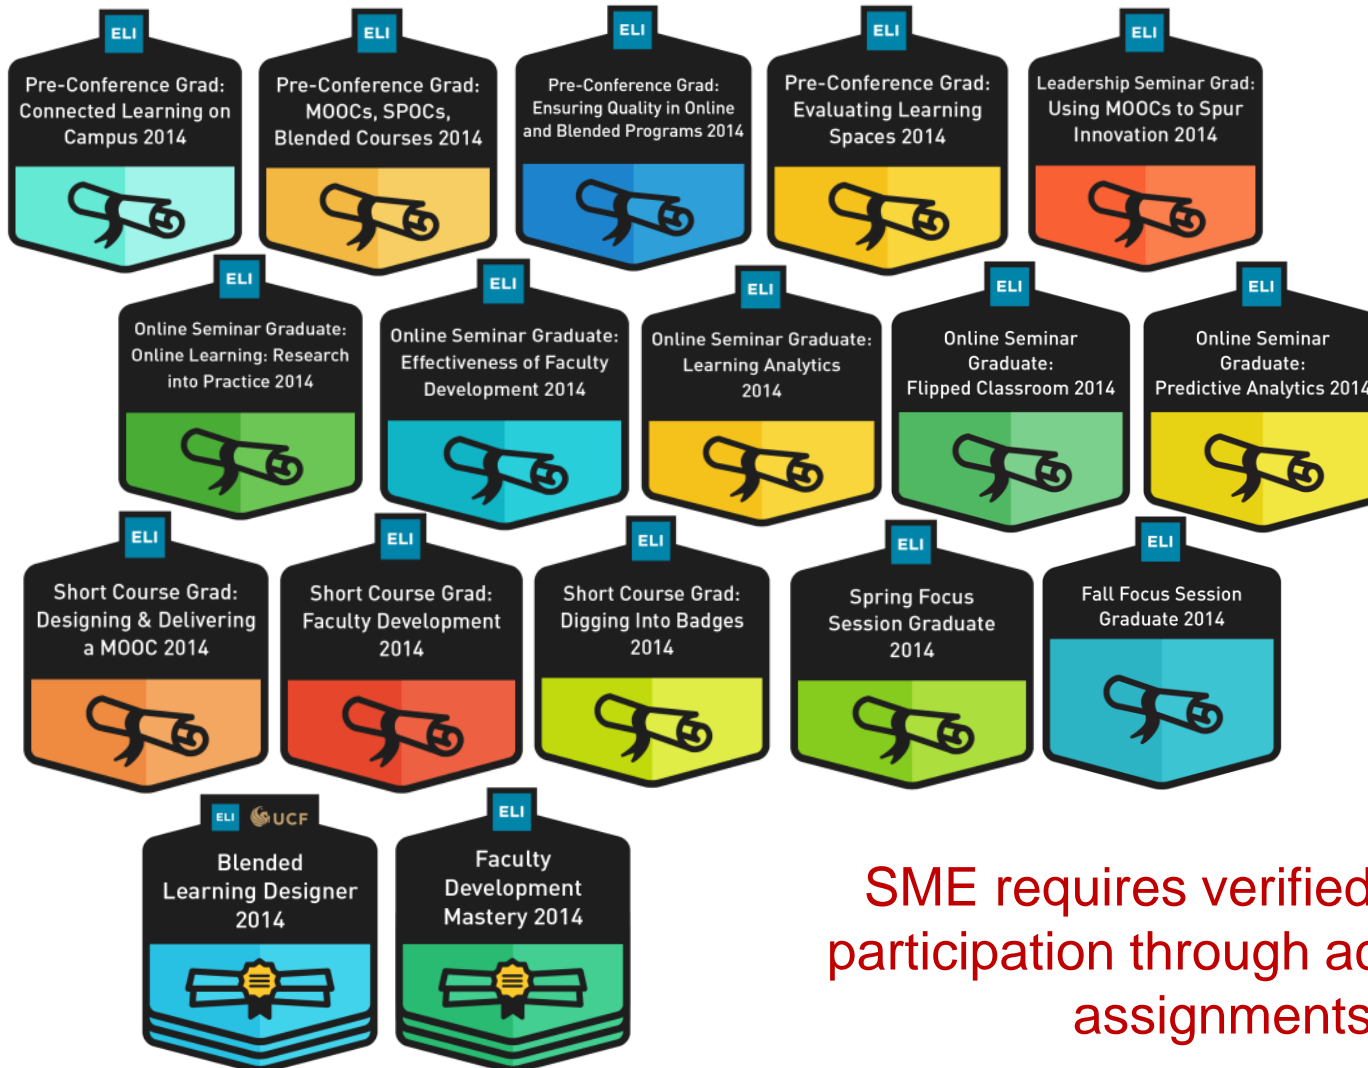 ELI
Pre-Conference Grad:
Connected Learning on
Campus 2014
ELI
Pre-Conference Grad:
MOOCs, SPOCs,
Blended Courses 2014
ELI
Pre-Conference Grad:
Ensuring Quality in Online
and Blended Programs 2014
ELI
Pre-Conference Grad:
Evaluating Learning
Spaces 2014
ELI
Leadership Seminar Grad:
Using MOOCs to Spur
Innovation 2014
ELI
Online Seminar Graduate:
Online Learning: Research
into Practice 2014
ELI
Online Seminar Graduate:
Effectiveness of Faculty
Development 2014
ELI
Online Seminar Graduate:
Learning Analytics
2014
ELI
Online Seminar
Graduate:
Flipped Classroom 2014
ELI
Online Seminar
Graduate:
Predictive Analytics 2014
ELI
Short Course Grad:
Designing & Delivering
a MOOC 2014
ELI
Short Course Grad:
Faculty Development
2014
ELI
Short Course Grad:
Digging Into Badges
2014
ELI
Spring Focus
Session Graduate
2014
ELI
Fall Focus Session
Graduate 2014
ELI UCF
Blended
Learning Designer
2014
ELI
Faculty
Development
Mastery 2014
SME requires verified
participation through
assignments